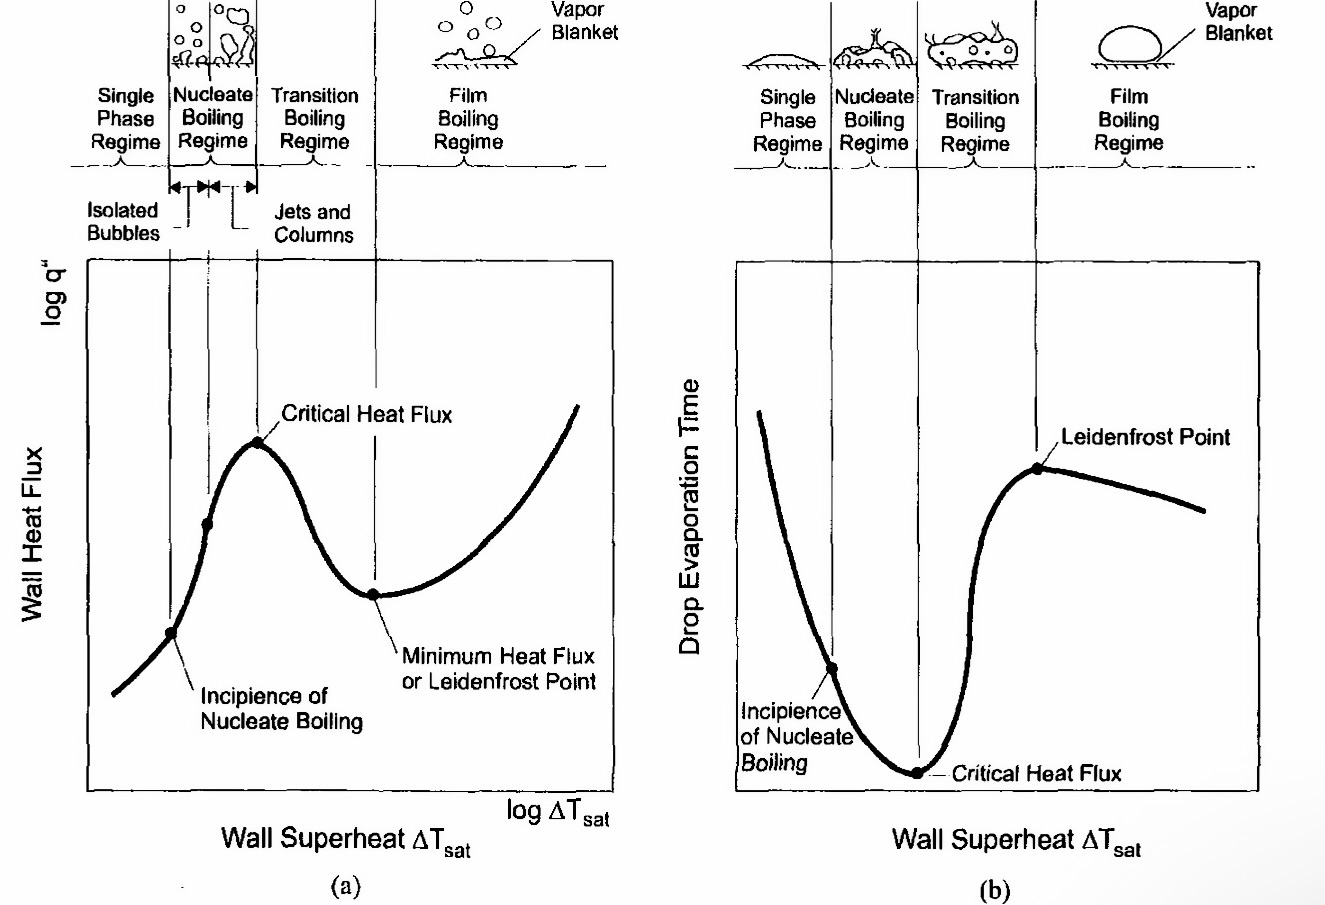 Vapor
Blanket
Single
Phase
Regime
Nucleate
Boiling
Regime
Transition
Boiling
Regime
Film
Boiling
Regime
Isolated
Bubbles
Jets and
Columns
log q"
Wall Heat Flux
Critical Heat Flux
Minimum Heat Flux
or Leidenfrost Point
Incipience of
Nucleate Boiling
log ΔTsat
Wall Superheat ΔTsat
(a)
Vapor
Blanket
Single
Phase
Regime
Nucleate
Boiling
Regime
Transition
Boiling
Regime
Film
Boiling
Regime
Drop Evaporation Time
Leidenfrost Point
Incipience
of Nucleate
Boiling
Critical Heat Flux
Wall Superheat ΔTsat
(b)